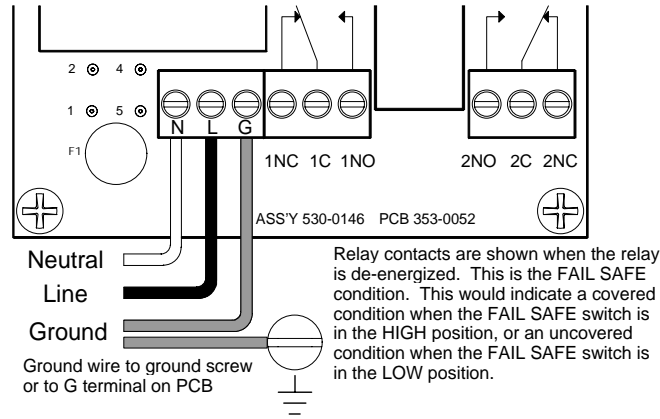 2 4
1 5
F1
N L G
1NC 1C 1NO
2NO 2C 2NC
ASS'Y 530-0146 PCB 353-0052
Neutral
Line
Ground
Ground wire to ground screw
or to G terminal on PCB
Relay contacts are shown when the relay
is de-energized. This is the FAIL SAFE
condition. This would indicate a covered
condition when the FAIL SAFE switch is
in the HIGH position, or an uncovered
condition when the FAIL SAFE switch is
in the LOW position.